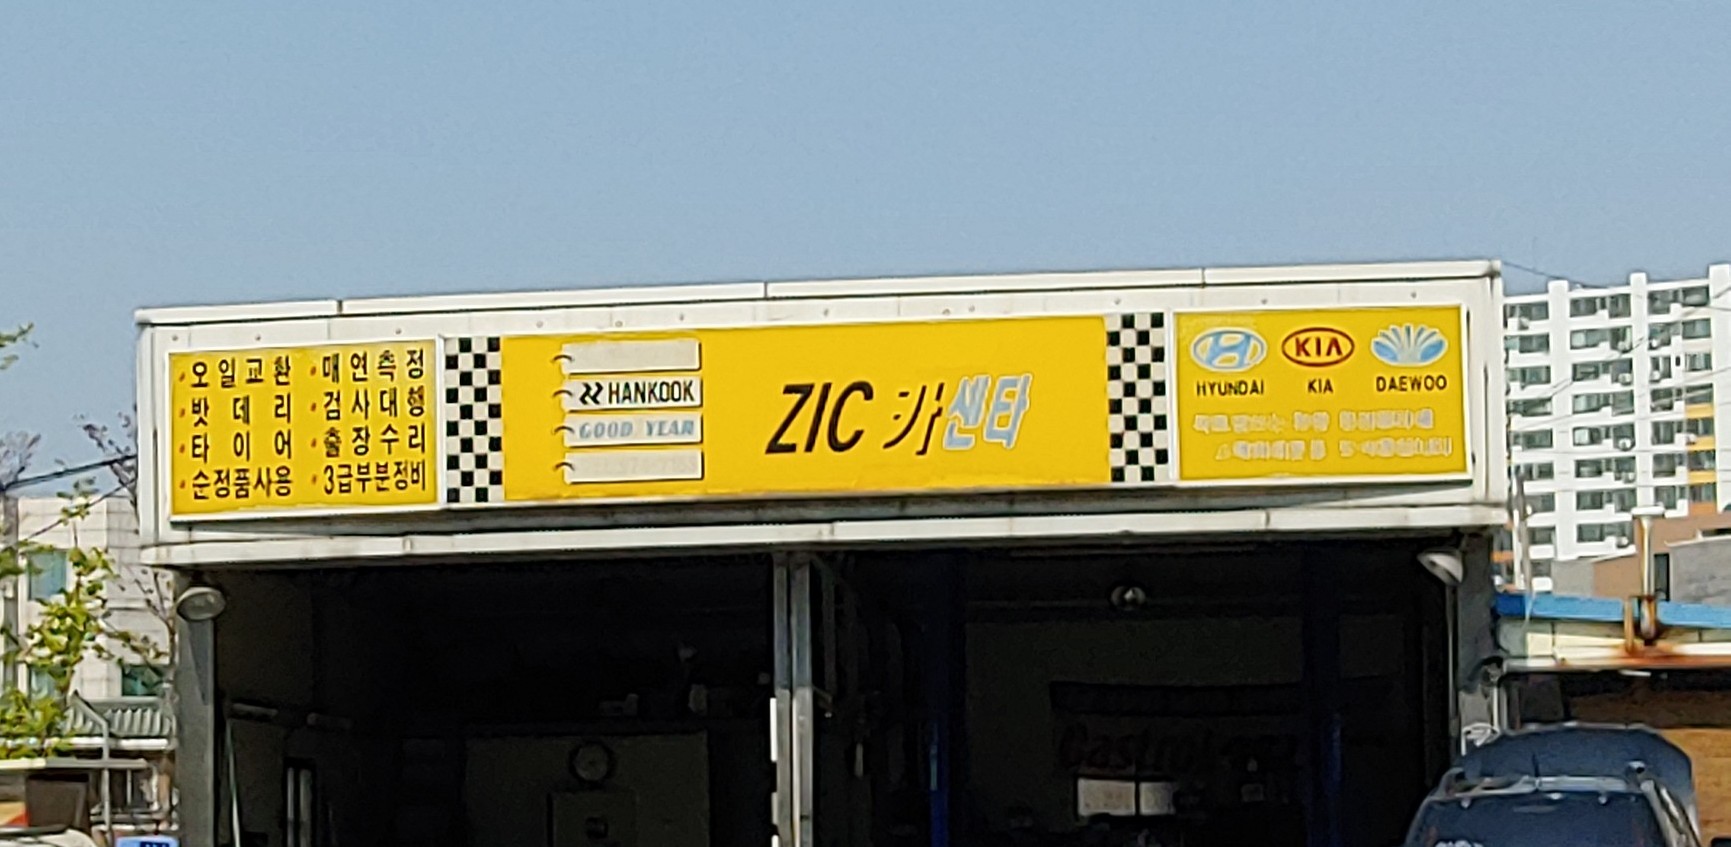 오일교환 매연측정
밧데리 검사대행
타이어 출장수리
순정품사용 3급부분정비
HANKOOK
GOOD YEAR
ZIC 카센타
KIA
HYUNDAI KIA DAEWOO
Castrol